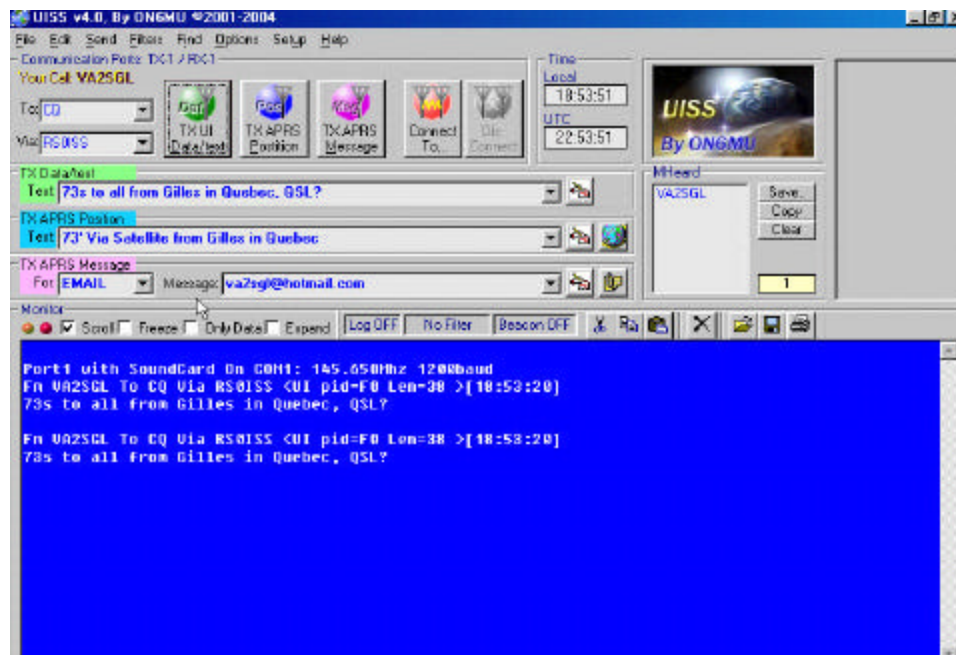 UISS v4.0, By ON6MU ©2001-2004
File Edit Send Filters Find Options Setup Help
Communication Ports: TX-1 / RX-1
Your Call: VA2SGL
To: CQ
Via: RS0ISS
TX UI Data/text
TX APRS Position
TX APRS Message
Connect To..
Dis-Connect
Time
Local
18:53:51
UTC
22:53:51
UISS
By ON6MU
TX Data/text
Text 73s to all from Gilles in Quebec, QSL?
TX APRS Position
Text 73' Via Satellite from Gilles in Quebec
TX APRS Message
For: EMAIL Message: va2sgl@hotmail.com
MHeard
VA2SGL
Save..
Copy
Clear
1
Monitor
Scroll Freeze Only Data Expand Log OFF No Filter Beacon OFF
Port1 with SoundCard On COM1: 145.650Mhz 1200baud
Fm VA2SGL To CQ Via RS0ISS <UI pid=F0 Len=38 >[18:53:20]
73s to all from Gilles in Quebec, QSL?
Fm VA2SGL To CQ Via RS0ISS <UI pid=F0 Len=38 >[18:53:20]
73s to all from Gilles in Quebec, QSL?